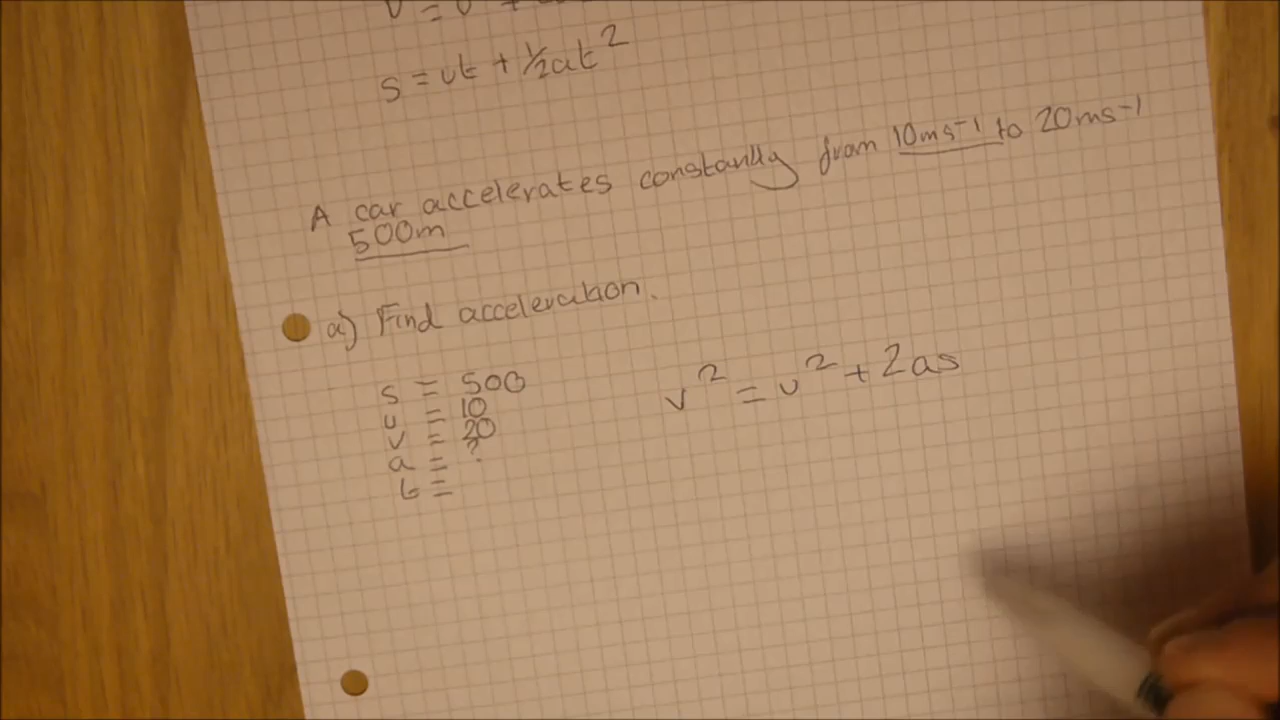 v = u +
s = ut + ½at²
A car accelerates constantly from 10ms⁻¹ to 20ms⁻¹
500m
a) Find acceleration.
s = 500
u = 10
v = 20
a = ?
t =
v² = u² + 2as